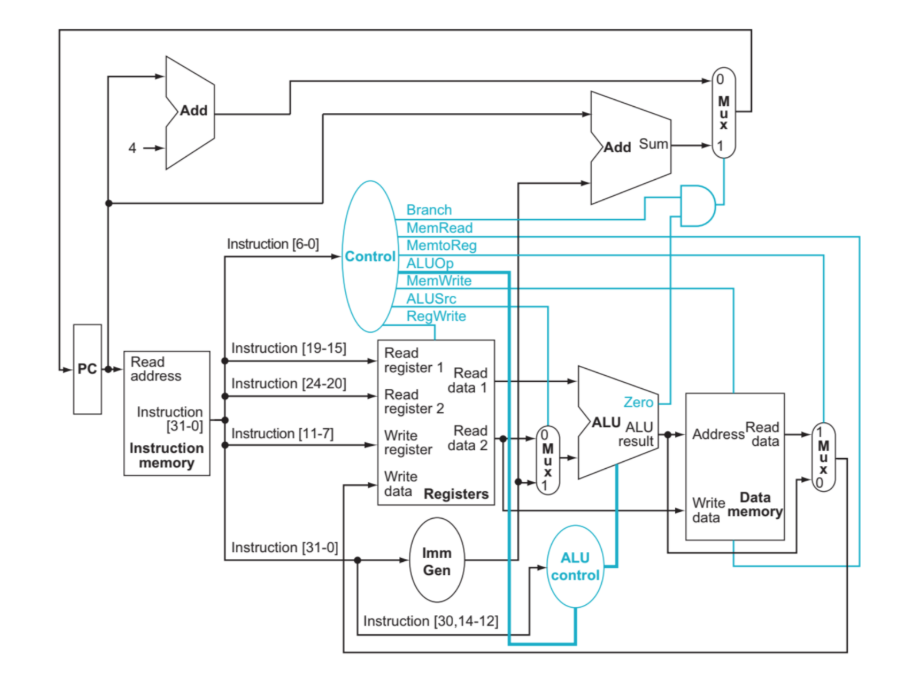 0
M
u
x
1
Add
4
Add Sum
Branch
MemRead
MemtoReg
ALUOp
MemWrite
ALUSrc
RegWrite
Control
Instruction [6-0]
Instruction [19-15]
Instruction [24-20]
Instruction [11-7]
Instruction [31-0]
Instruction [30,14-12]
PC
Read
address
Instruction
[31-0]
Instruction
memory
Read
register 1
Read
register 2
Write
register
Write
data
Read
data 1
Read
data 2
Registers
0
M
u
x
1
Zero
ALU
ALU
result
Address
Read
data
Write
data
Data
memory
1
M
u
x
0
Imm
Gen
ALU
control